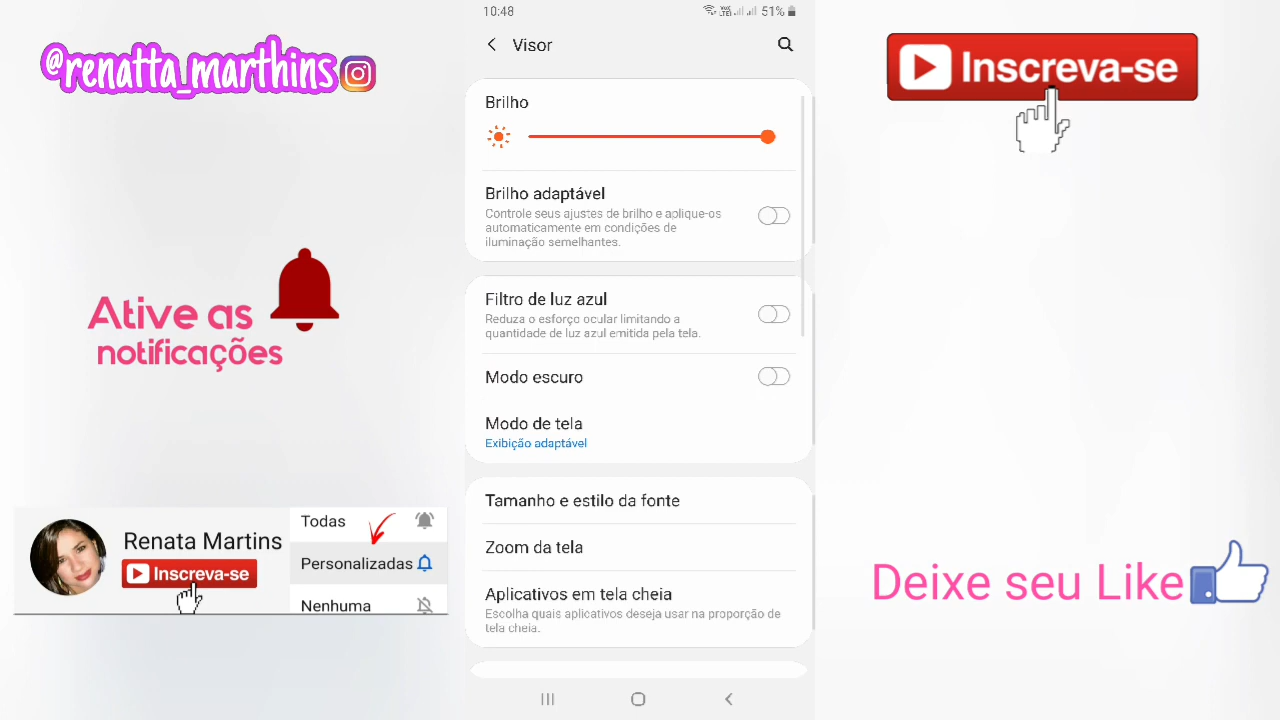 @renatta_marthins
Ative as
notificações
Renata Martins
Inscreva-se
Todas
Personalizadas
Nenhuma
10:48
51%
Visor
Brilho
Brilho adaptável
Controle seus ajustes de brilho e aplique-os
automaticamente em condições de
iluminação semelhantes.
Filtro de luz azul
Reduza o esforço ocular limitando a
quantidade de luz azul emitida pela tela.
Modo escuro
Modo de tela
Exibição adaptável
Tamanho e estilo da fonte
Zoom da tela
Aplicativos em tela cheia
Escolha quais aplicativos deseja usar na proporção de
tela cheia.
Inscreva-se
Deixe seu Like